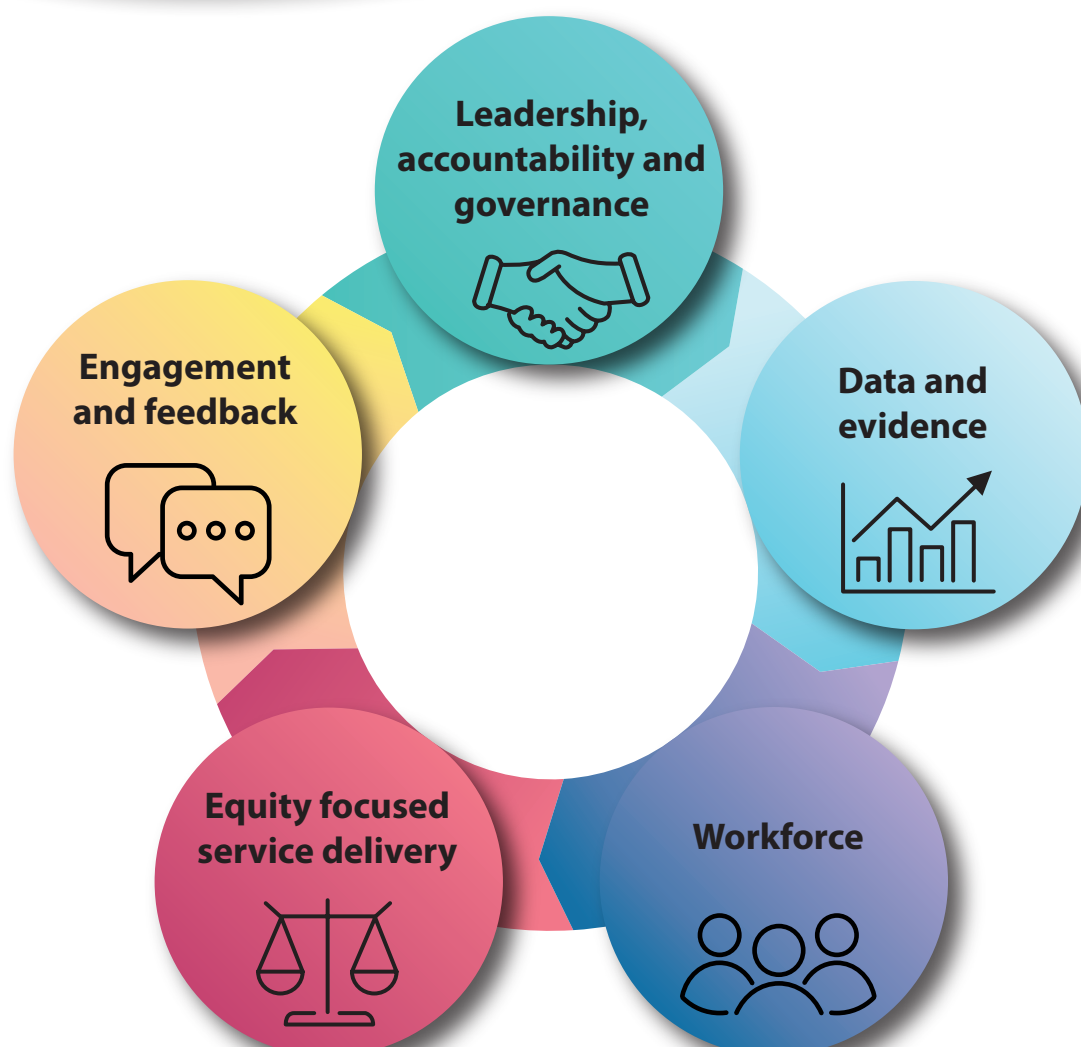 Leadership,
accountability and
governance
Data and
evidence
Workforce
Equity focused
service delivery
Engagement
and feedback